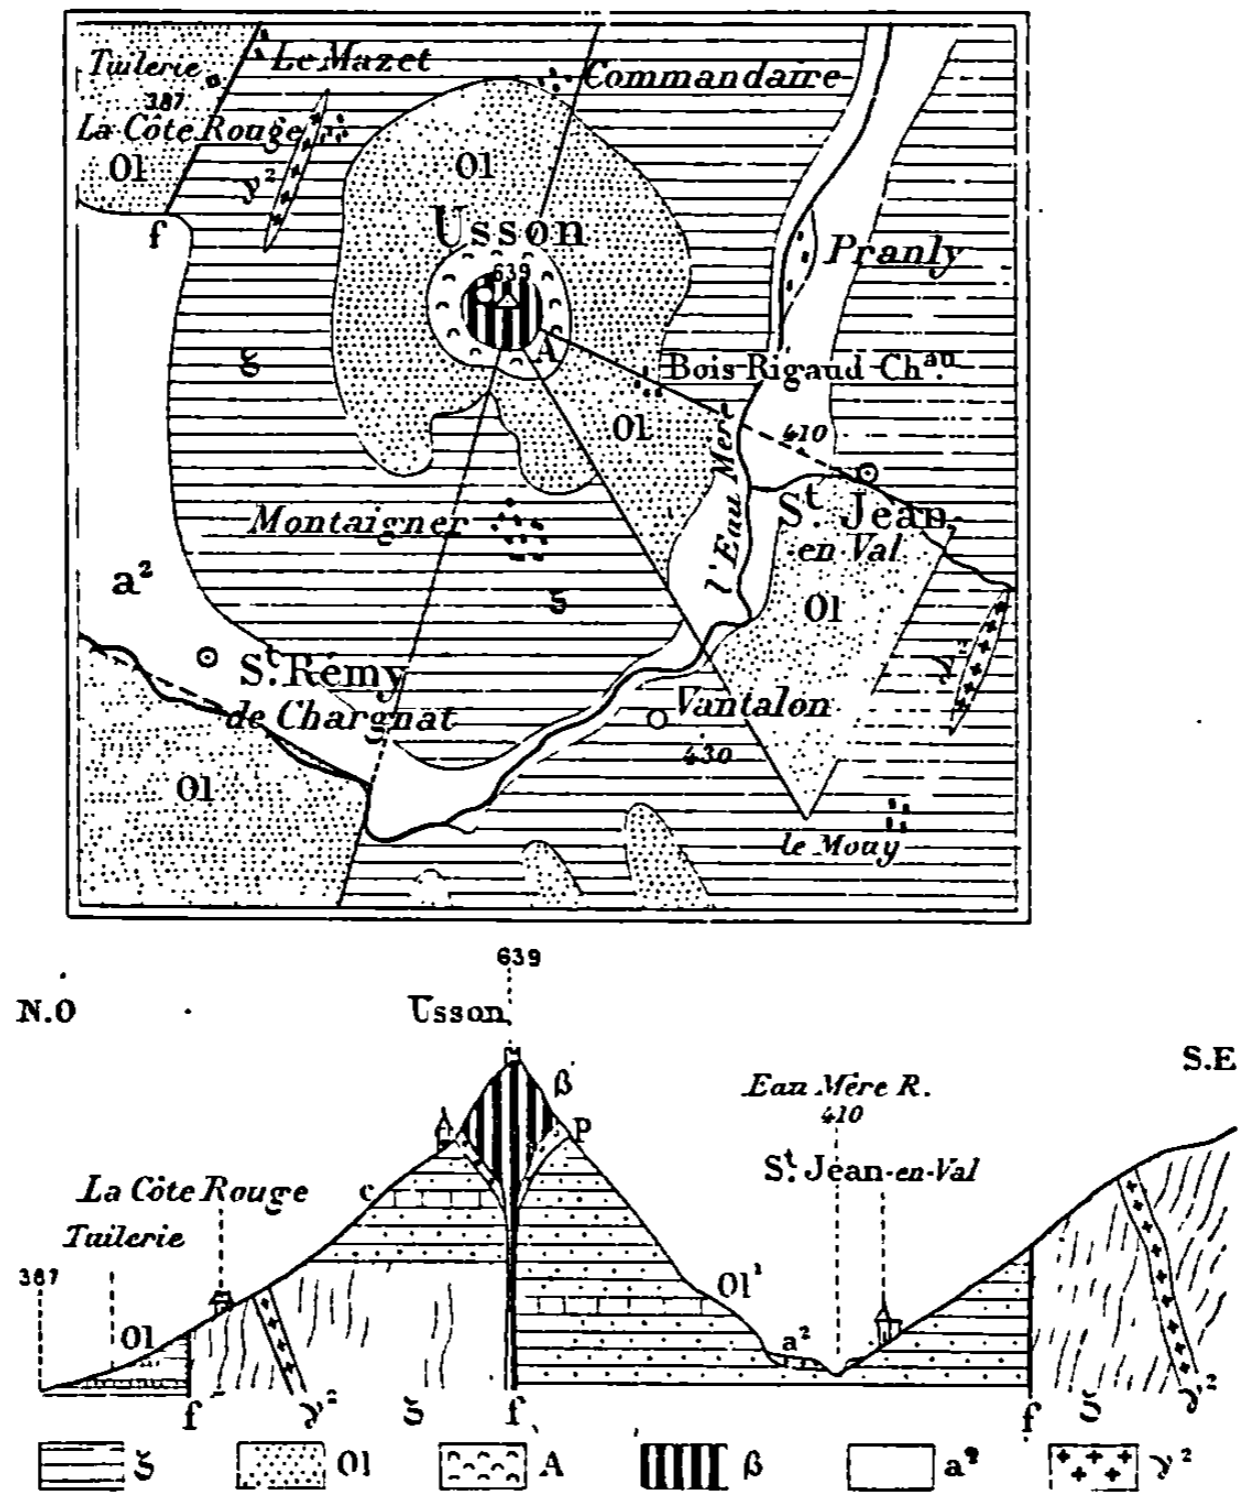 Tuilerie
Le Mazet
Commandaire
387
La Côte Rouge
Ol
Ol
γ²
Usson
f
Pranly
639
A
Bois-Rigaud Chau.
ζ
Ol
410
l'Eau Mère
St. Jean
en Val
Montaigner
a²
ζ
Ol
γ²
St. Rémy
de Chargnat
Vantalon
430
Ol
le Mouy
639
N.O
Usson
S.E
β
Eau Mère R.
410
P
St. Jean-en-Val
La Côte Rouge
c
Tuilerie
387
Ol¹
Ol
a²
f γ² ζ f f ζ γ²
ζ Ol A β a² γ²